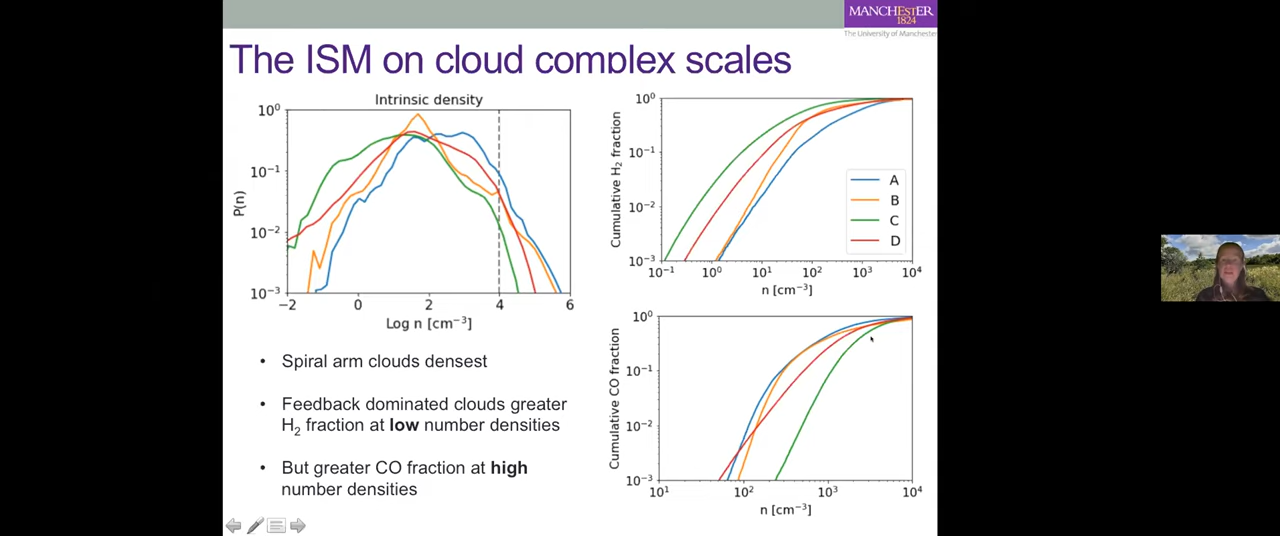 MANCHESTER
1824
The University of Manchester
The ISM on cloud complex scales
Intrinsic density
P(n)
10⁰
10⁻¹
10⁻²
10⁻³
−2 0 2 4 6
Log n [cm⁻³]
Cumulative H₂ fraction
10⁰
10⁻¹
10⁻²
10⁻³
A
B
C
D
10⁻¹ 10⁰ 10¹ 10² 10³ 10⁴
n [cm⁻³]
Cumulative CO fraction
10⁰
10⁻¹
10⁻²
10⁻³
10¹ 10² 10³ 10⁴
n [cm⁻³]
• Spiral arm clouds densest
• Feedback dominated clouds greater
H₂ fraction at low number densities
• But greater CO fraction at high
number densities